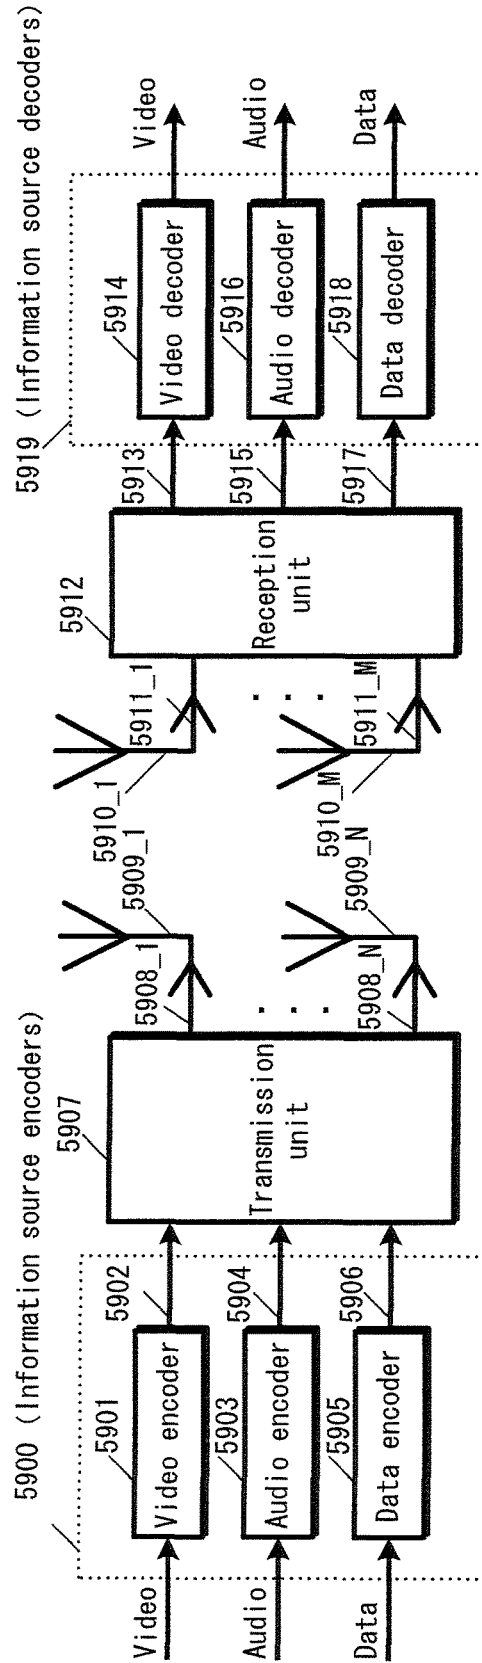 5900 (Information source encoders)
Video
5901
Video encoder
5902
Audio
5903
Audio encoder
5904
Data
5905
Data encoder
5906
5907
Transmission
unit
5908_1
5909_1
5908_N
5909_N
5910_1
5911_1
5910_M
5911_M
5912
Reception
unit
5919 (Information source decoders)
5913
5914
Video decoder
Video
5915
5916
Audio decoder
Audio
5917
5918
Data decoder
Data